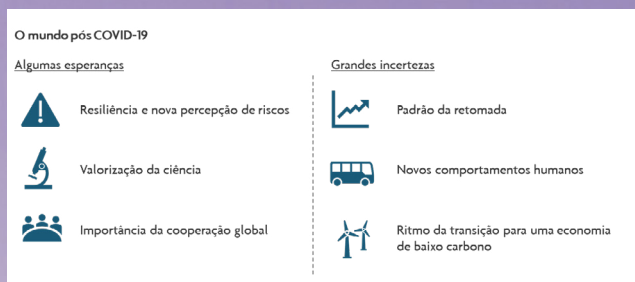 O mundo pós COVID-19
Algumas esperanças
Resiliência e nova percepção de riscos
Valorização da ciência
Importância da cooperação global
Grandes incertezas
Padrão da retomada
Novos comportamentos humanos
Ritmo da transição para uma economia
de baixo carbono